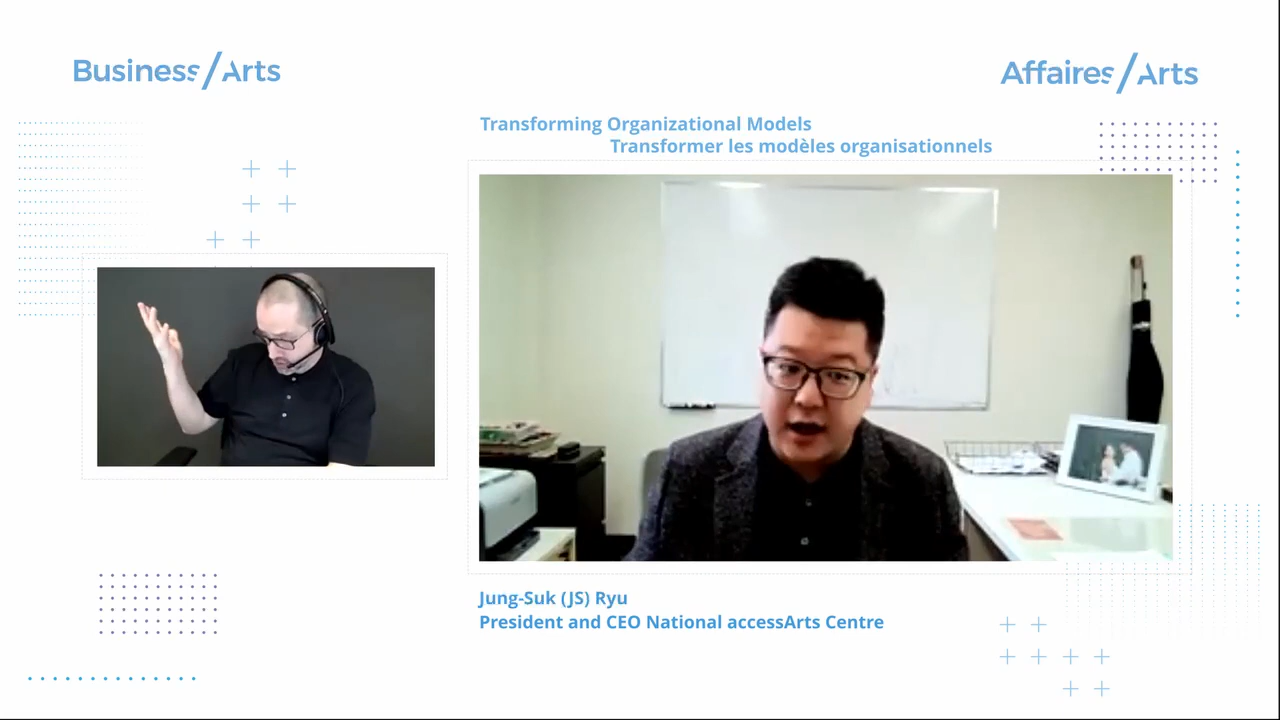 Business/Arts
Affaires/Arts
Transforming Organizational Models
Transformer les modèles organisationnels
Jung-Suk (JS) Ryu
President and CEO National accessArts Centre